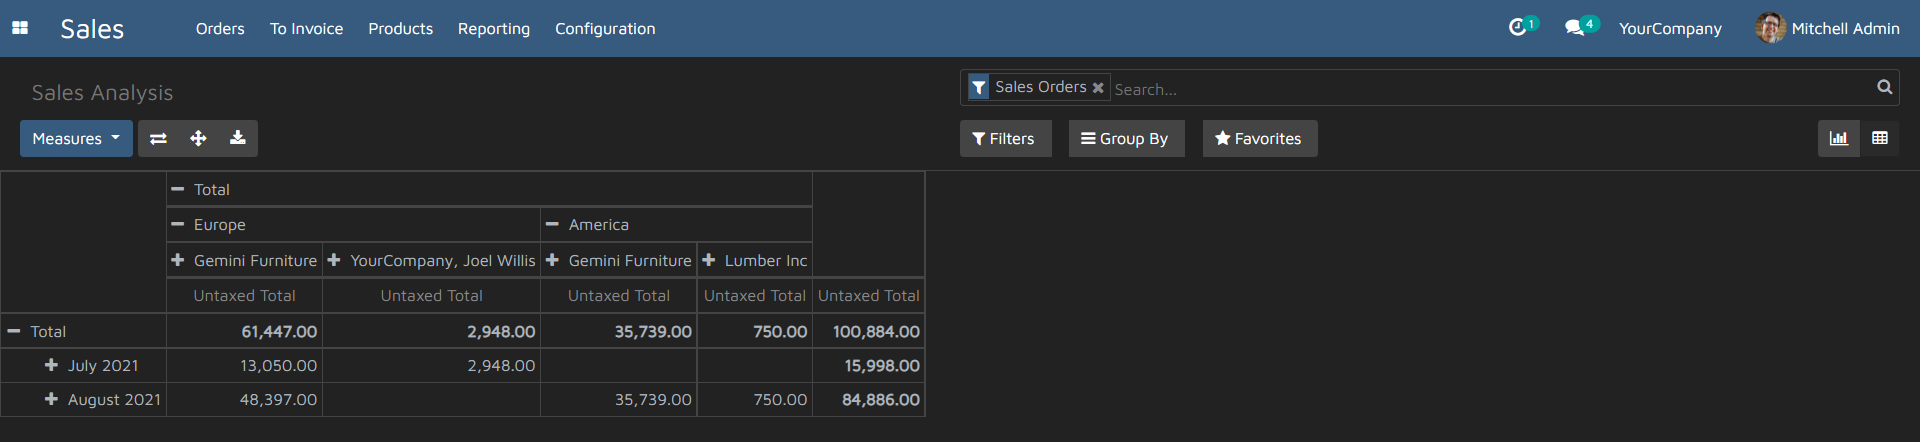 Sales Orders To Invoice Products Reporting Configuration 1 4 YourCompany Mitchell Admin
Sales Analysis
Sales Orders Search...
Measures Filters Group By Favorites
Total
Europe America
Gemini Furniture YourCompany, Joel Willis Gemini Furniture Lumber Inc
Untaxed Total Untaxed Total Untaxed Total Untaxed Total Untaxed Total
Total 61,447.00 2,948.00 35,739.00 750.00 100,884.00
July 2021 13,050.00 2,948.00 15,998.00
August 2021 48,397.00 35,739.00 750.00 84,886.00